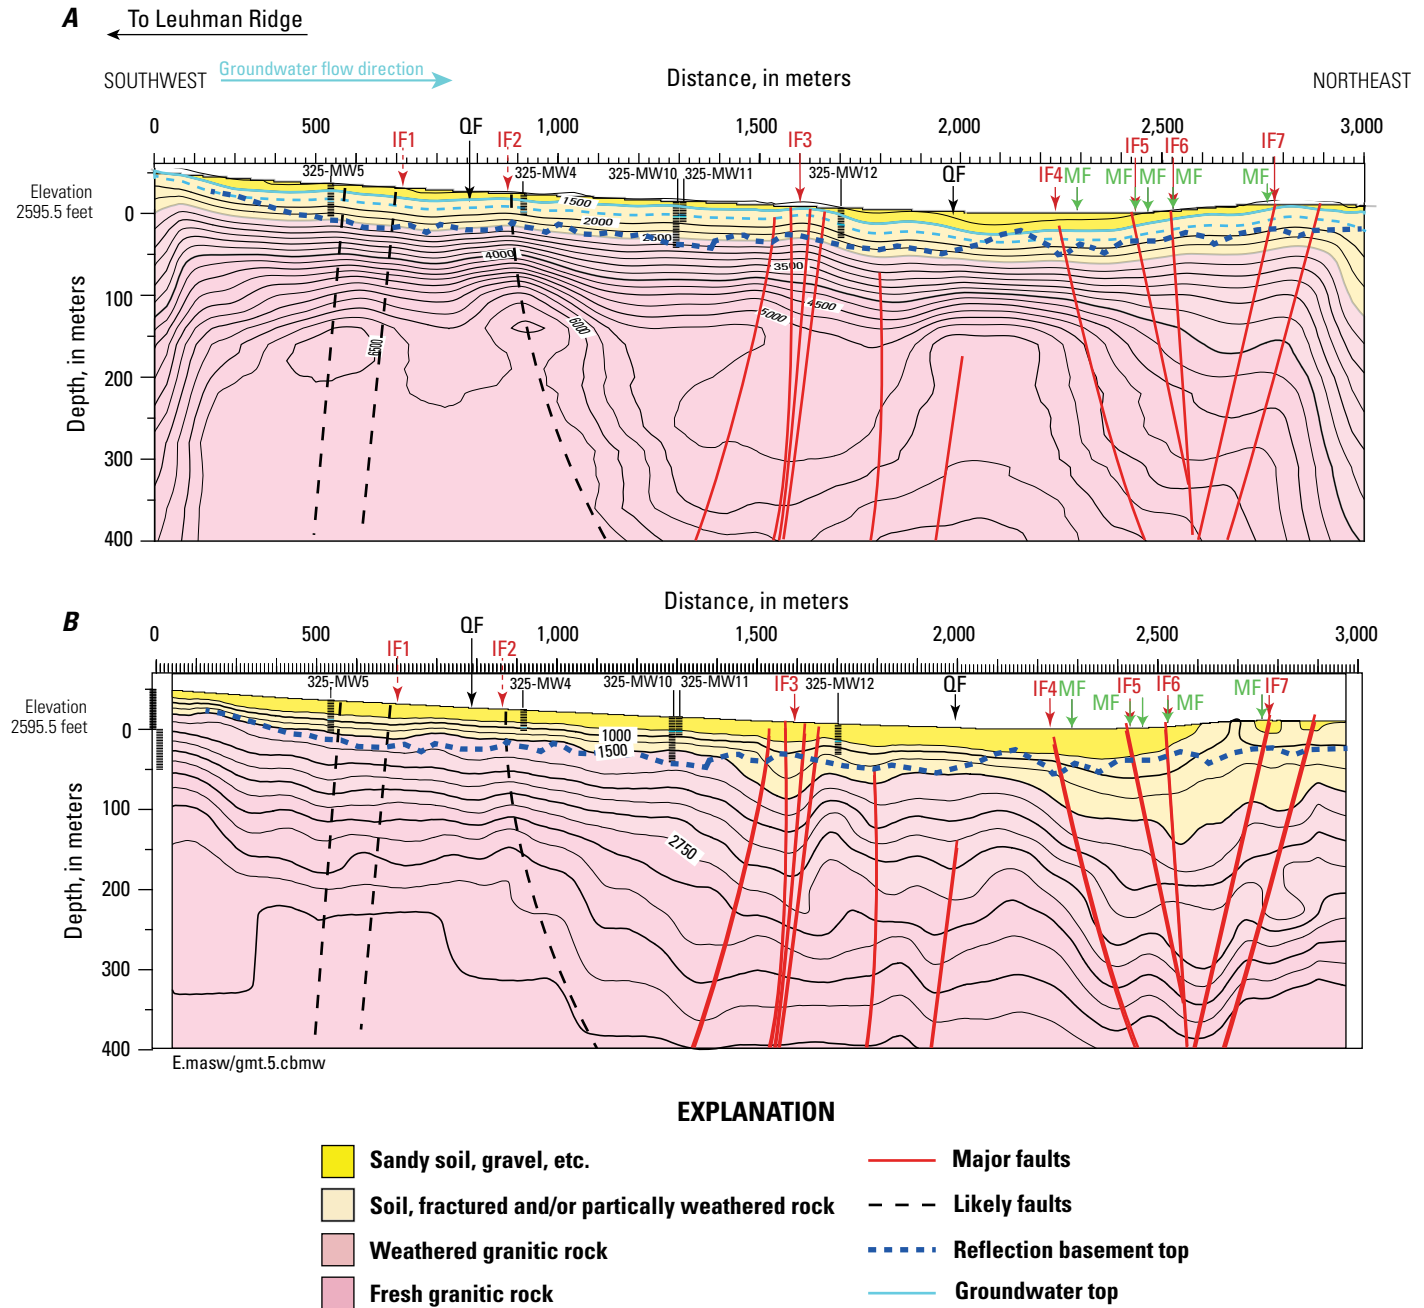 A
To Leuhman Ridge
SOUTHWEST
Groundwater flow direction
Distance, in meters
NORTHEAST
0 500 1,000 1,500 2,000 2,500 3,000
IF1 QF IF2 IF3 QF IF4 MF MF IF5 MF IF6 MF MF IF7
325-MW5 325-MW4 325-MW10 325-MW11 325-MW12
Elevation
2595.5 feet
Depth, in meters
0
100
200
300
400
1500
2000
2500
4000
3500
4500
5000
6000
6500
B
Distance, in meters
0 500 1,000 1,500 2,000 2,500 3,000
IF1 QF IF2 IF3 QF IF4 MF MF IF5 IF6 MF MF IF7
325-MW5 325-MW4 325-MW10 325-MW11 325-MW12
Elevation
2595.5 feet
Depth, in meters
0
100
200
300
400
1000
1500
2750
E.masw/gmt.5.cbmw
EXPLANATION
Sandy soil, gravel, etc.
Soil, fractured and/or partically weathered rock
Weathered granitic rock
Fresh granitic rock
Major faults
Likely faults
Reflection basement top
Groundwater top